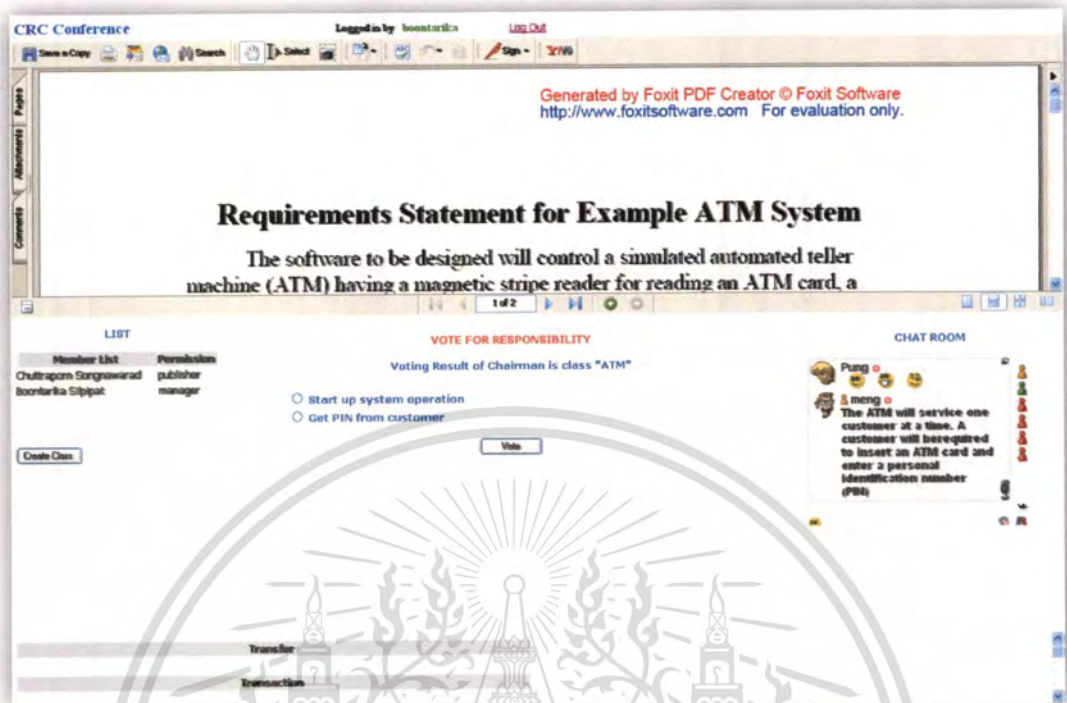 CRC Conference Logged in by boontarika Log Out
Save a Copy Search Select Sign
Pages
Attachments
Comments
Generated by Foxit PDF Creator © Foxit Software
http://www.foxitsoftware.com For evaluation only.
Requirements Statement for Example ATM System
The software to be designed will control a simulated automated teller
machine (ATM) having a magnetic stripe reader for reading an ATM card, a
1 of 2
LIST
Member List Permission
Chuttraporn Songnawarad publisher
Boontarika Silpipat manager
Create Class
VOTE FOR RESPONSIBILITY
Voting Result of Chairman is class "ATM"
Start up system operation
Get PIN from customer
Vote
CHAT ROOM
Pung
meng
The ATM will service one
customer at a time. A
customer will berequired
to insert an ATM card and
enter a personal
identification number
(PIN)
Transfer
Transaction